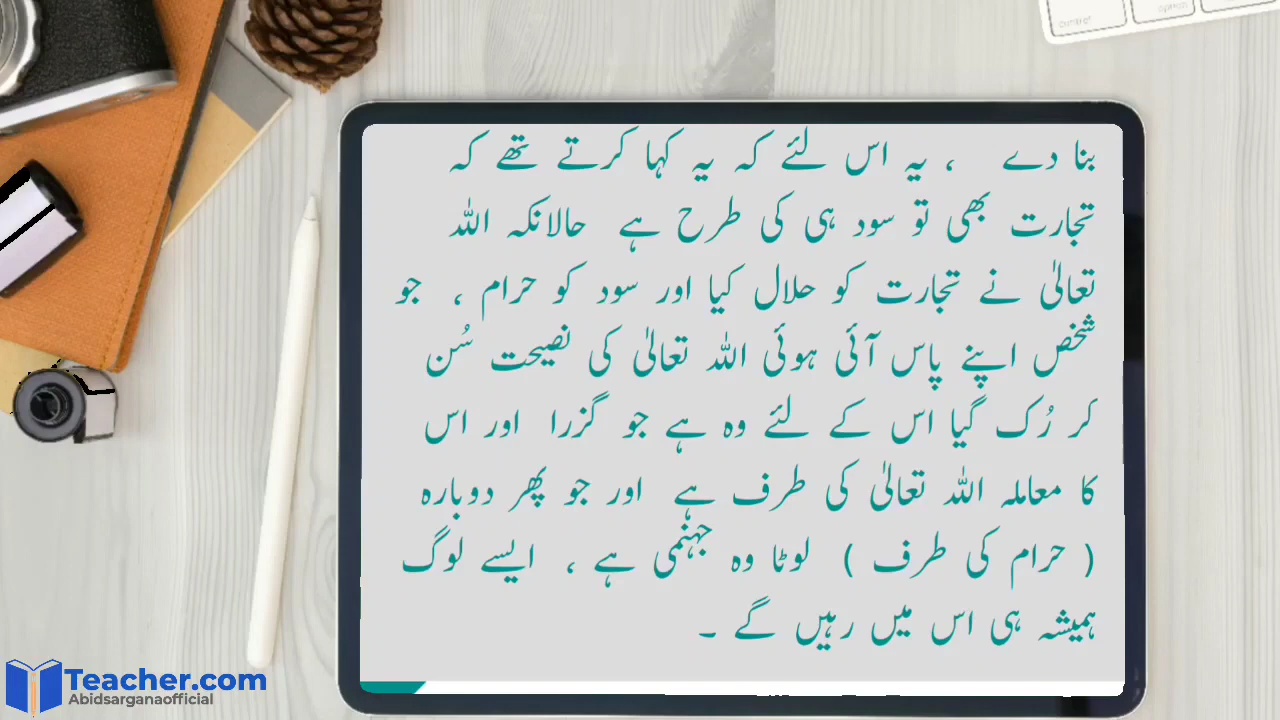 control
option
بنا دے ، یہ اس لئے کہ یہ کہا کرتے تھے کہ
تجارت بھی تو سود ہی کی طرح ہے حالانکہ اللہ
تعالیٰ نے تجارت کو حلال کیا اور سود کو حرام ، جو
شخص اپنے پاس آئی ہوئی اللہ تعالیٰ کی نصیحت سُن
کر رُک گیا اس کے لئے وہ ہے جو گزرا اور اس
کا معاملہ اللہ تعالیٰ کی طرف ہے اور جو پھر دوبارہ
( حرام کی طرف ) لوٹا وہ جہنمی ہے ، ایسے لوگ
ہمیشہ ہی اس میں رہیں گے ۔
Teacher.com
Abidsarganaofficial